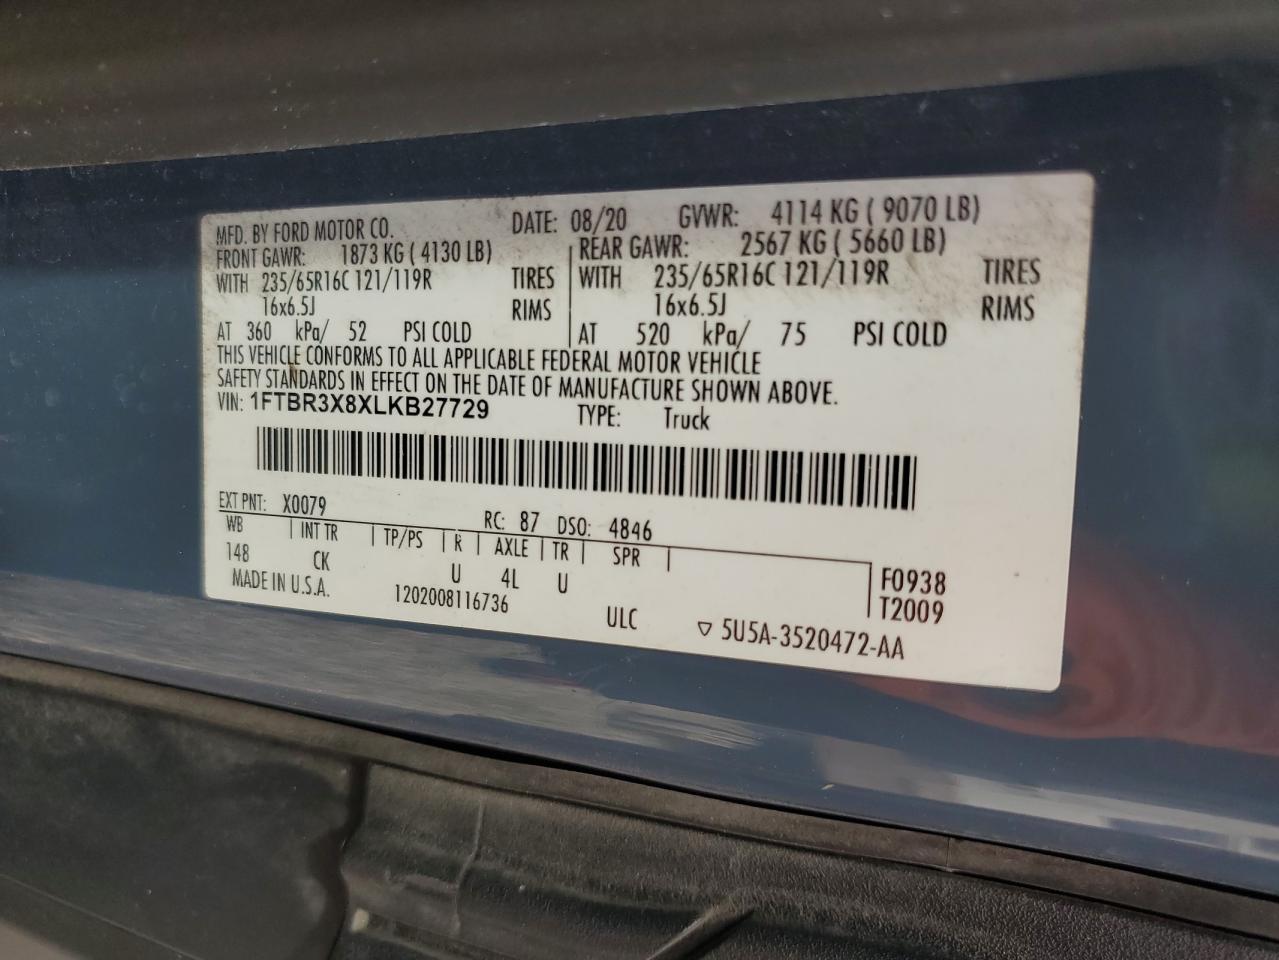 MFD. BY FORD MOTOR CO. DATE: 08/20 GVWR: 4114 KG ( 9070 LB)
FRONT GAWR: 1873 KG ( 4130 LB) REAR GAWR: 2567 KG ( 5660 LB)
WITH 235/65R16C 121/119R TIRES WITH 235/65R16C 121/119R TIRES
16x6.5J RIMS 16x6.5J RIMS
AT 360 kPa/ 52 PSI COLD AT 520 kPa/ 75 PSI COLD
THIS VEHICLE CONFORMS TO ALL APPLICABLE FEDERAL MOTOR VEHICLE
SAFETY STANDARDS IN EFFECT ON THE DATE OF MANUFACTURE SHOWN ABOVE.
VIN: 1FTBR3X8XLKB27729 TYPE: Truck
EXT PNT: X0079 RC: 87 DSO: 4846
WB INT TR TP/PS R AXLE TR SPR
148 CK U 4L U F0938
MADE IN U.S.A. 1202008116736 T2009
ULC ▽ 5U5A-3520472-AA